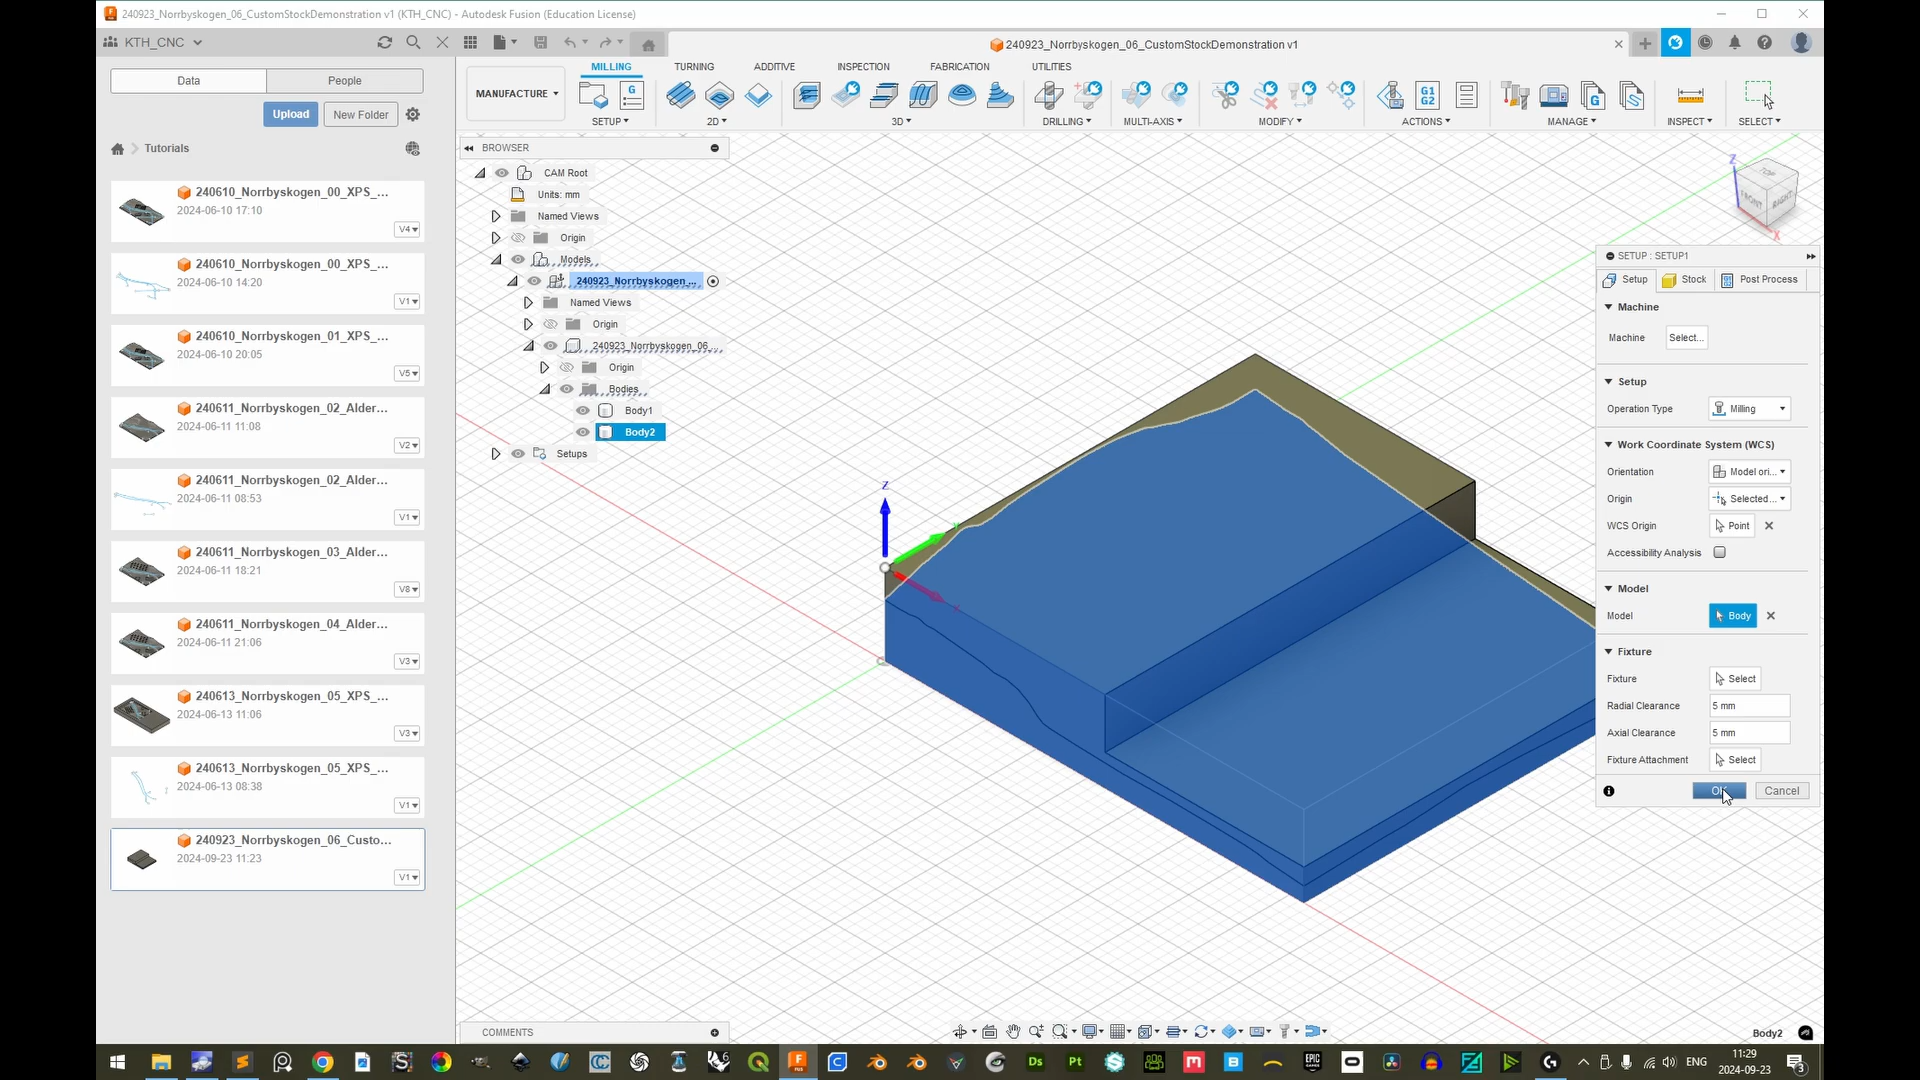 240923_Norrbyskogen_06_CustomStockDemonstration v1 (KTH_CNC) - Autodesk Fusion (Education License)
KTH_CNC
240923_Norrbyskogen_06_CustomStockDemonstration v1
Data
People
Upload
New Folder
Tutorials
240610_Norrbyskogen_00_XPS_...
2024-06-10 17:10
V4
240610_Norrbyskogen_00_XPS_...
2024-06-10 14:20
V1
240610_Norrbyskogen_01_XPS_...
2024-06-10 20:05
V5
240611_Norrbyskogen_02_Alder...
2024-06-11 11:08
V2
240611_Norrbyskogen_02_Alder...
2024-06-11 08:53
V1
240611_Norrbyskogen_03_Alder...
2024-06-11 18:21
V8
240611_Norrbyskogen_04_Alder...
2024-06-11 21:06
V3
240613_Norrbyskogen_05_XPS_...
2024-06-13 11:06
V3
240613_Norrbyskogen_05_XPS_...
2024-06-13 08:38
V1
240923_Norrbyskogen_06_Custo...
2024-09-23 11:23
V1
MANUFACTURE
MILLING
TURNING
ADDITIVE
INSPECTION
FABRICATION
UTILITIES
G
G1
G2
G
SETUP
2D
3D
DRILLING
MULTI-AXIS
MODIFY
ACTIONS
MANAGE
INSPECT
SELECT
BROWSER
CAM Root
Units: mm
Named Views
Origin
Models
240923_Norrbyskogen_...
Named Views
Origin
240923_Norrbyskogen_06_...
Origin
Bodies
Body1
Body2
Setups
Z
Z
TOP
FRONT
RIGHT
X
SETUP : SETUP1
Setup
Stock
Post Process
Machine
Machine
Select...
Setup
Operation Type
Milling
Work Coordinate System (WCS)
Orientation
Model ori...
Origin
Selected...
WCS Origin
Point
Accessibility Analysis
Model
Model
Body
Fixture
Fixture
Select
Radial Clearance
5 mm
Axial Clearance
5 mm
Fixture Attachment
Select
OK
Cancel
COMMENTS
Body2
Ds
Pt
ENG
11:29
2024-09-23
3